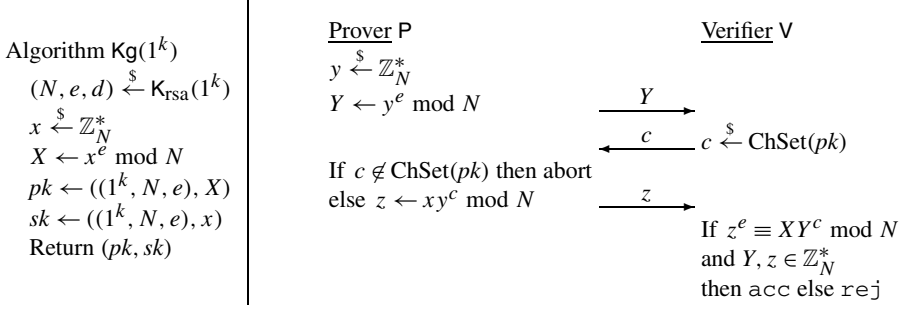 Algorithm Kg(1^k)
(N, e, d) ←$ K_rsa(1^k)
x ←$ ℤ*_N
X ← x^e mod N
pk ← ((1^k, N, e), X)
sk ← ((1^k, N, e), x)
Return (pk, sk)
Prover P
Verifier V
y ←$ ℤ*_N
Y ← y^e mod N
Y
c
c ←$ ChSet(pk)
If c ∉ ChSet(pk) then abort
else z ← xy^c mod N
z
If z^e ≡ XY^c mod N
and Y, z ∈ ℤ*_N
then acc else rej